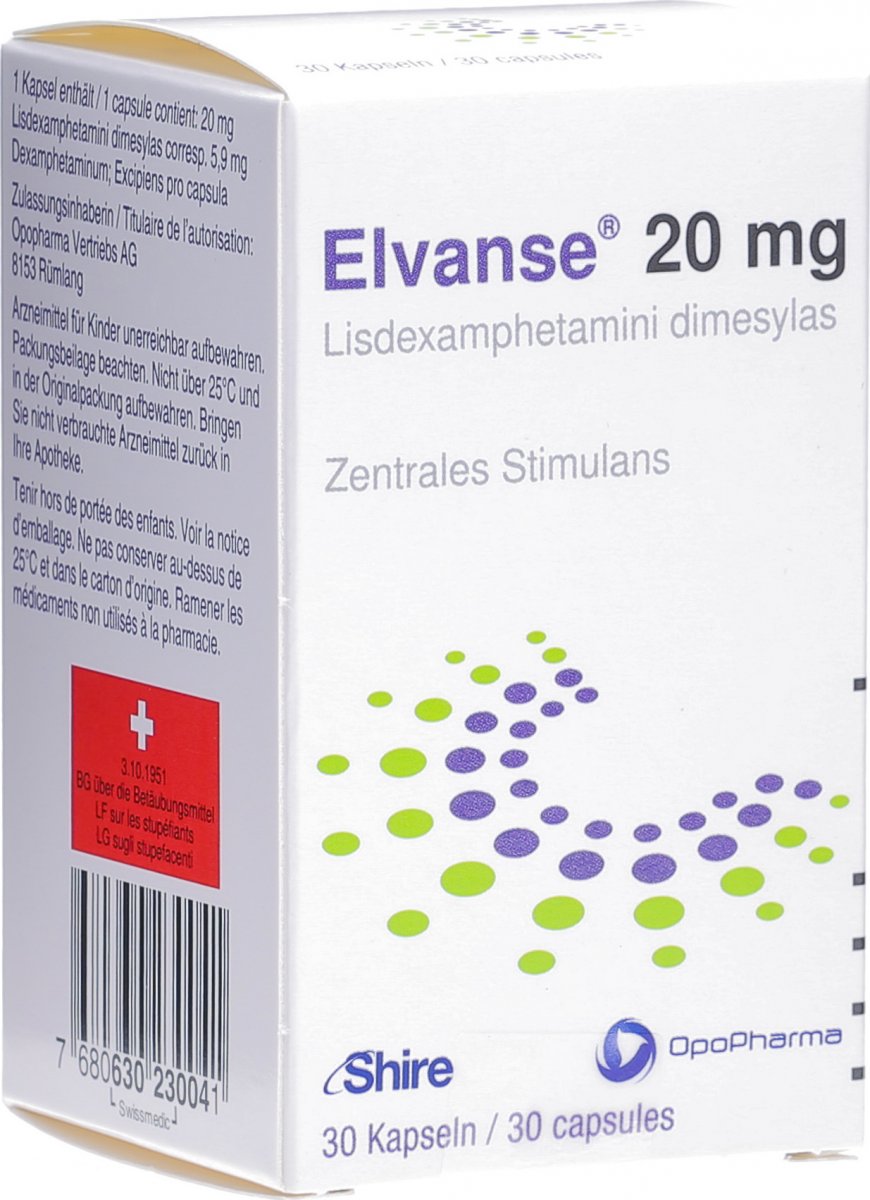 30 Kapseln / 30 capsules
1 Kapsel enthält / 1 capsule contient: 20 mg
Lisdexamphetamini dimesylas corresp. 5,9 mg
Dexamphetaminum; Excipiens pro capsula
Zulassungsinhaberin / Titulaire de l'autorisation:
Opopharma Vertriebs AG
8153 Rümlang
Arzneimittel für Kinder unerreichbar aufbewahren.
Packungsbeilage beachten. Nicht über 25°C und
in der Originalpackung aufbewahren. Bringen
Sie nicht verbrauchte Arzneimittel zurück in
Ihre Apotheke.
Tenir hors de portée des enfants. Voir la notice
d'emballage. Ne pas conserver au-dessus de
25°C et dans le carton d'origine. Ramener les
médicaments non utilisés à la pharmacie.
3.10.1951
BG über die Betäubungsmittel
LF sur les stupéfiants
LG sugli stupefacenti
7 680630 230041
Swissmedic
Elvanse® 20 mg
Lisdexamphetamini dimesylas
Zentrales Stimulans
Shire
OpoPharma
30 Kapseln / 30 capsules